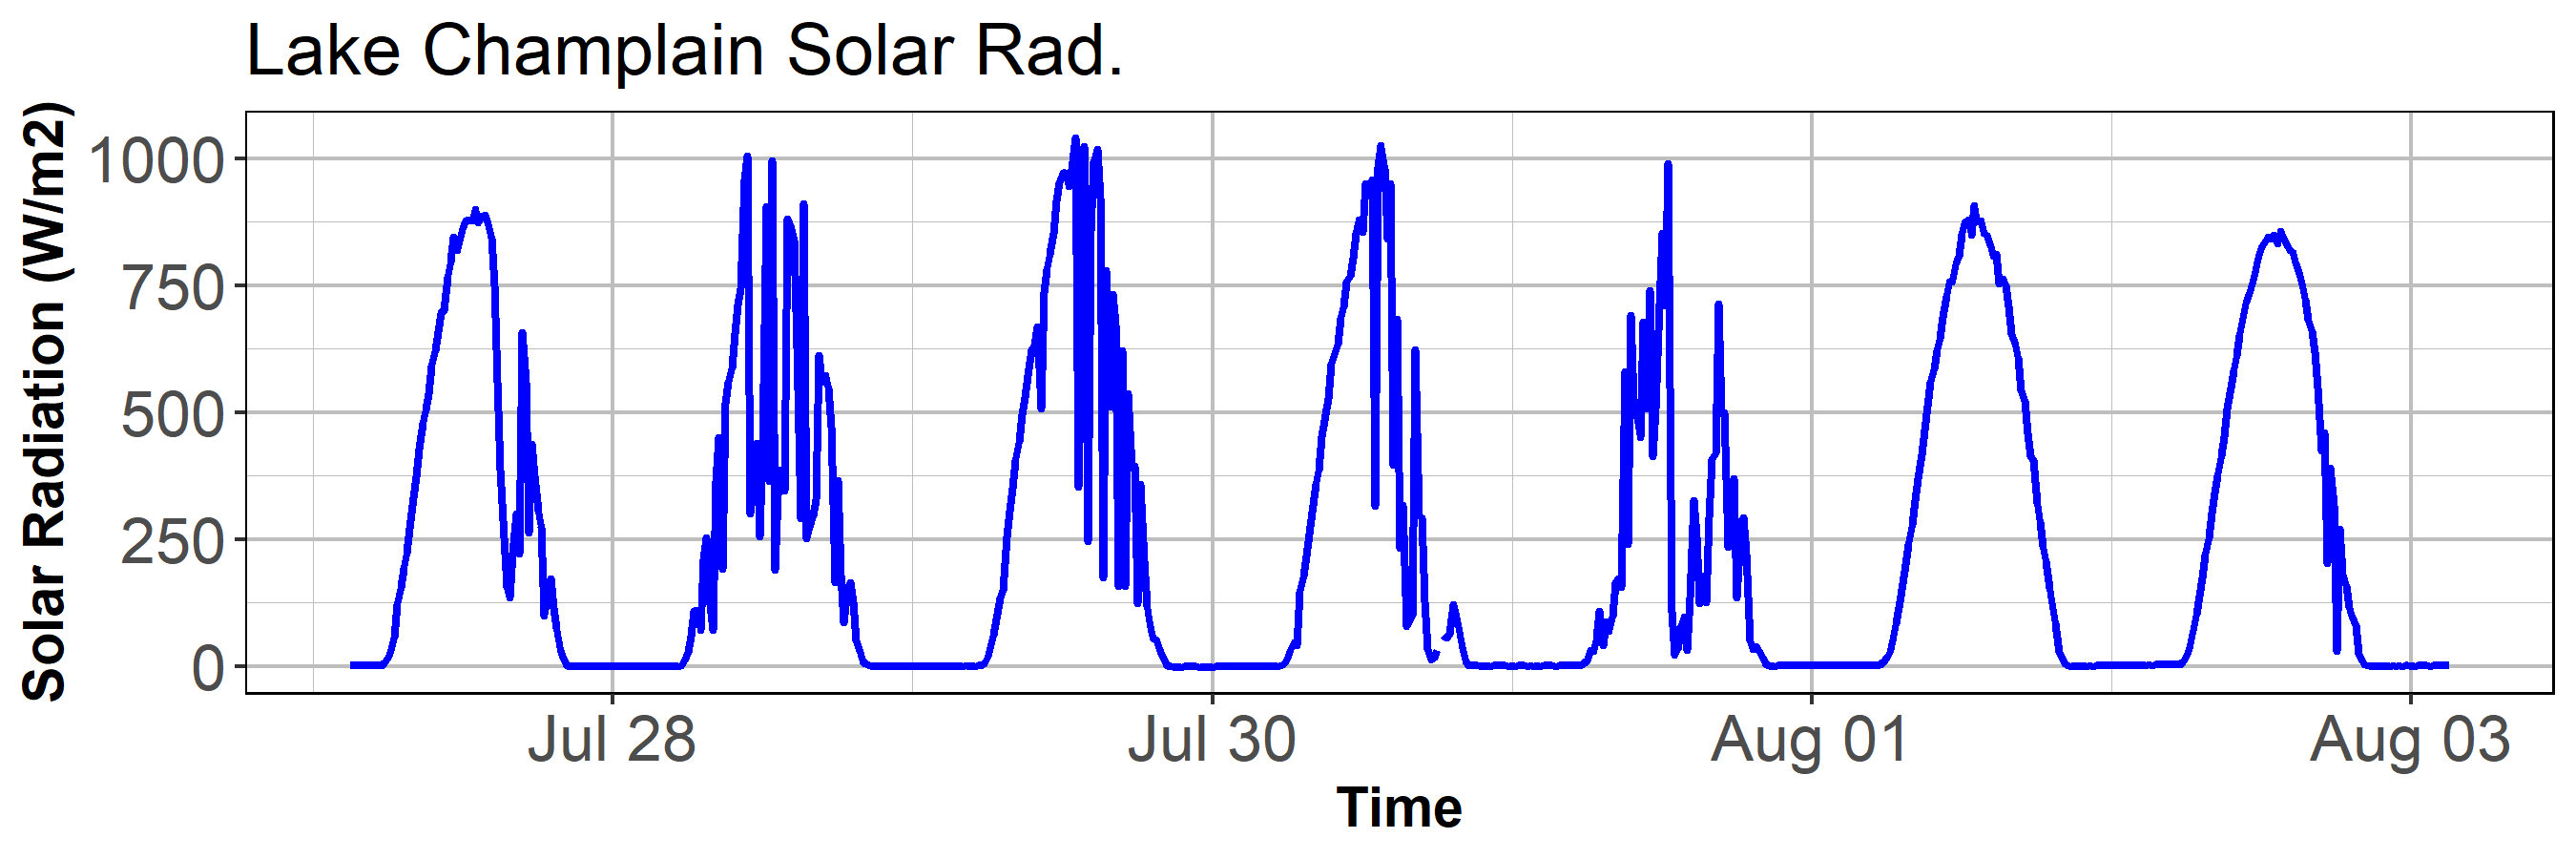 Lake Champlain Solar Rad.
Solar Radiation (W/m2)
1000
750
500
250
0
Jul 28
Jul 30
Aug 01
Aug 03
Time